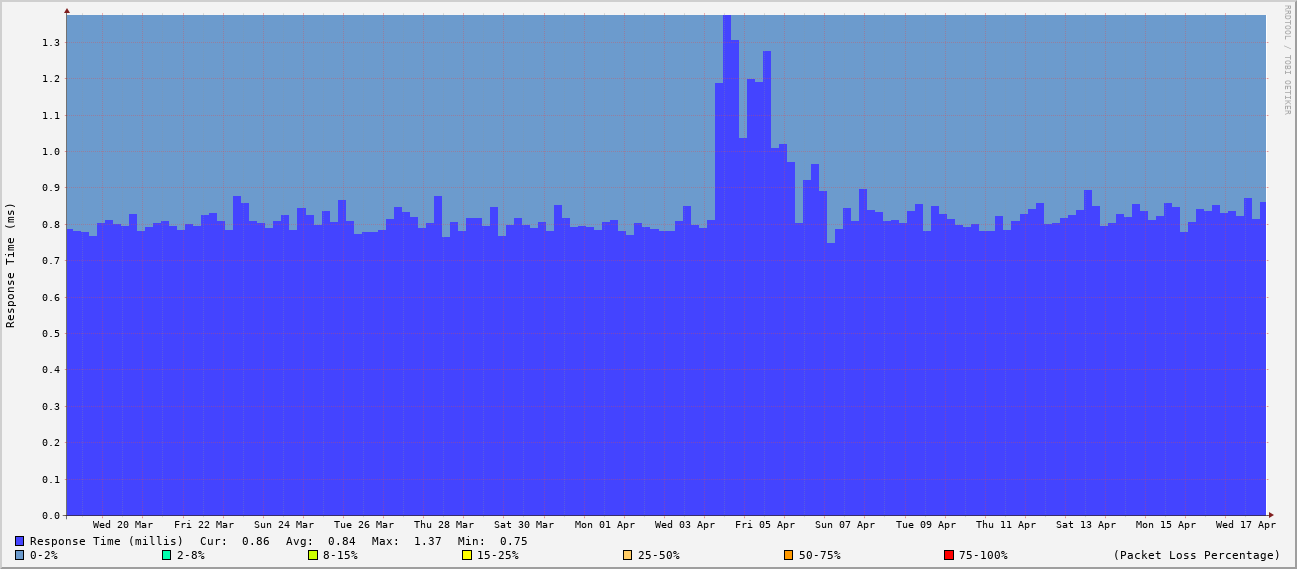 RRDTOOL / TOBI OETIKER
Response Time (ms)
1.3
1.2
1.1
1.0
0.9
0.8
0.7
0.6
0.5
0.4
0.3
0.2
0.1
0.0
Wed 20 Mar Fri 22 Mar Sun 24 Mar Tue 26 Mar Thu 28 Mar Sat 30 Mar Mon 01 Apr Wed 03 Apr Fri 05 Apr Sun 07 Apr Tue 09 Apr Thu 11 Apr Sat 13 Apr Mon 15 Apr Wed 17 Apr
Response Time (millis) Cur: 0.86 Avg: 0.84 Max: 1.37 Min: 0.75
0-2% 2-8% 8-15% 15-25% 25-50% 50-75% 75-100% (Packet Loss Percentage)